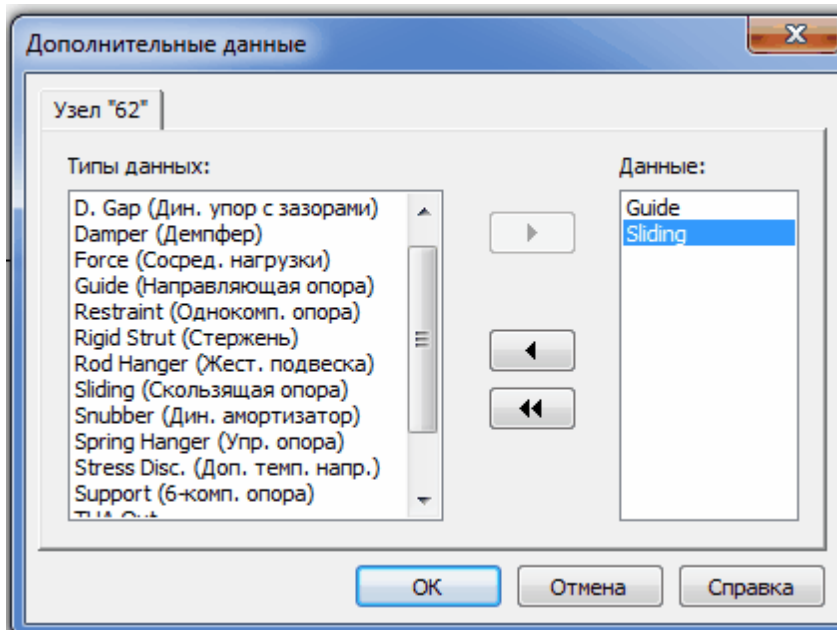 Дополнительные данные
Узел "62"
Типы данных:
D. Gap (Дин. упор с зазорами)
Damper (Демпфер)
Force (Сосред. нагрузки)
Guide (Направляющая опора)
Restraint (Однокомп. опора)
Rigid Strut (Стержень)
Rod Hanger (Жест. подвеска)
Sliding (Скользящая опора)
Snubber (Дин. амортизатор)
Spring Hanger (Упр. опора)
Stress Disc. (Доп. темп. напр.)
Support (6-комп. опора)
Данные:
Guide
Sliding
OK
Отмена
Справка